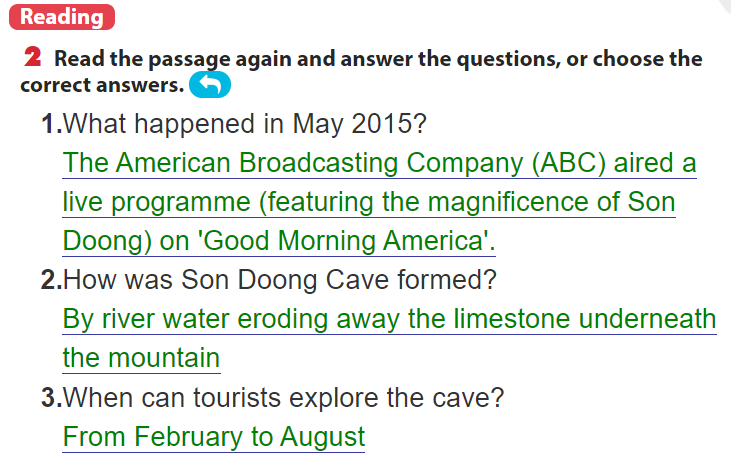 Reading
2 Read the passage again and answer the questions, or choose the
correct answers.
1.What happened in May 2015?
The American Broadcasting Company (ABC) aired a
live programme (featuring the magnificence of Son
Doong) on 'Good Morning America'.
2.How was Son Doong Cave formed?
By river water eroding away the limestone underneath
the mountain
3.When can tourists explore the cave?
From February to August